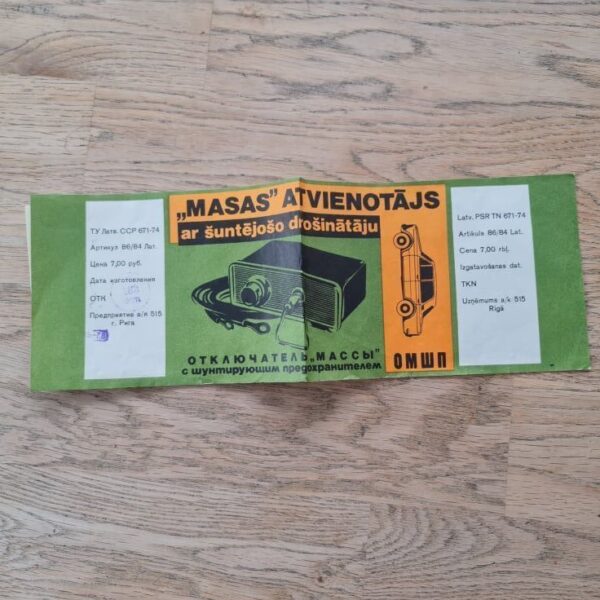 ТУ Латв. ССР 671-74
Артикул 86/84 Лат.
Цена 7,00 руб.
Дата изготовления
ОТК
Предприятие а/я 515
г. Рига
„MASAS” ATVIENOTĀJS
ar šuntējošo drošinātāju
ОТКЛЮЧАТЕЛЬ „МАССЫ”
с шунтирующим предохранителем
ОМШП
Latv. PSR TN 671-74
Artikuls 86/84 Lat.
Cena 7,00 rbļ.
Izgatavošanas dat.
TKN
Uzņēmums a/k 515
Rīgā